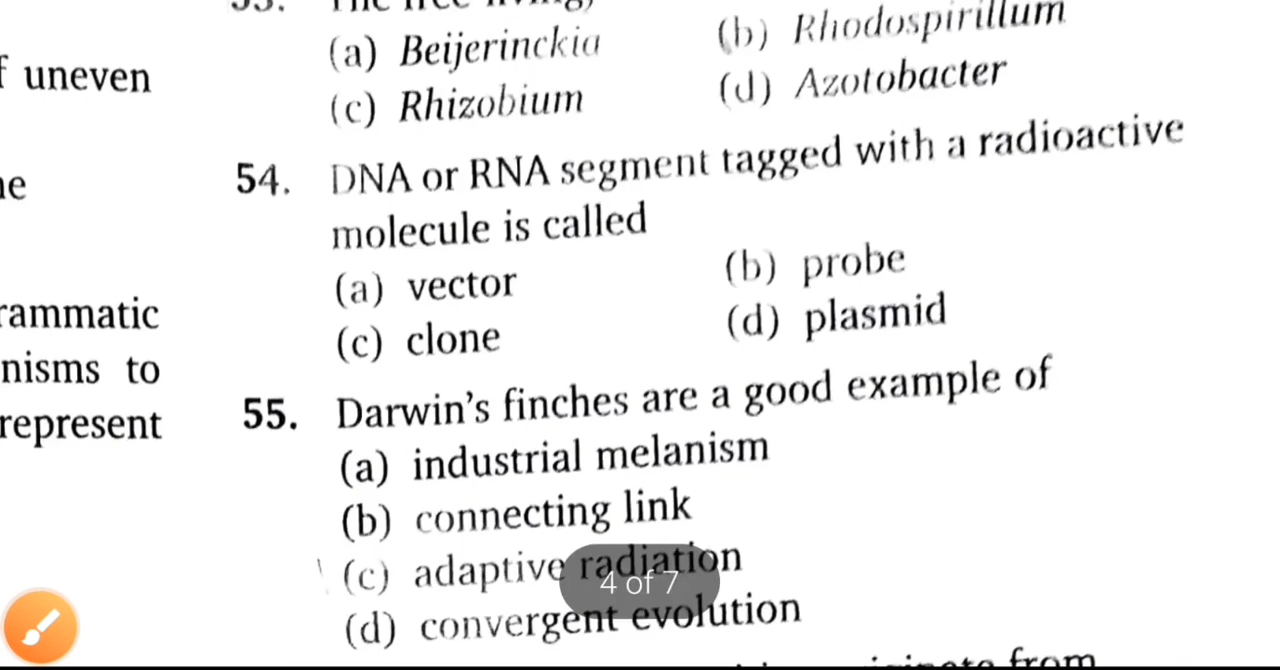 f uneven
rammatic
nisms to
represent
(a) Beijerinckia (b) Rhodospirillum
(c) Rhizobium (d) Azotobacter
54. DNA or RNA segment tagged with a radioactive
molecule is called
(a) vector (b) probe
(c) clone (d) plasmid
55. Darwin's finches are a good example of
(a) industrial melanism
(b) connecting link
(c) adaptive radiation
(d) convergent evolution
from
4 of 7